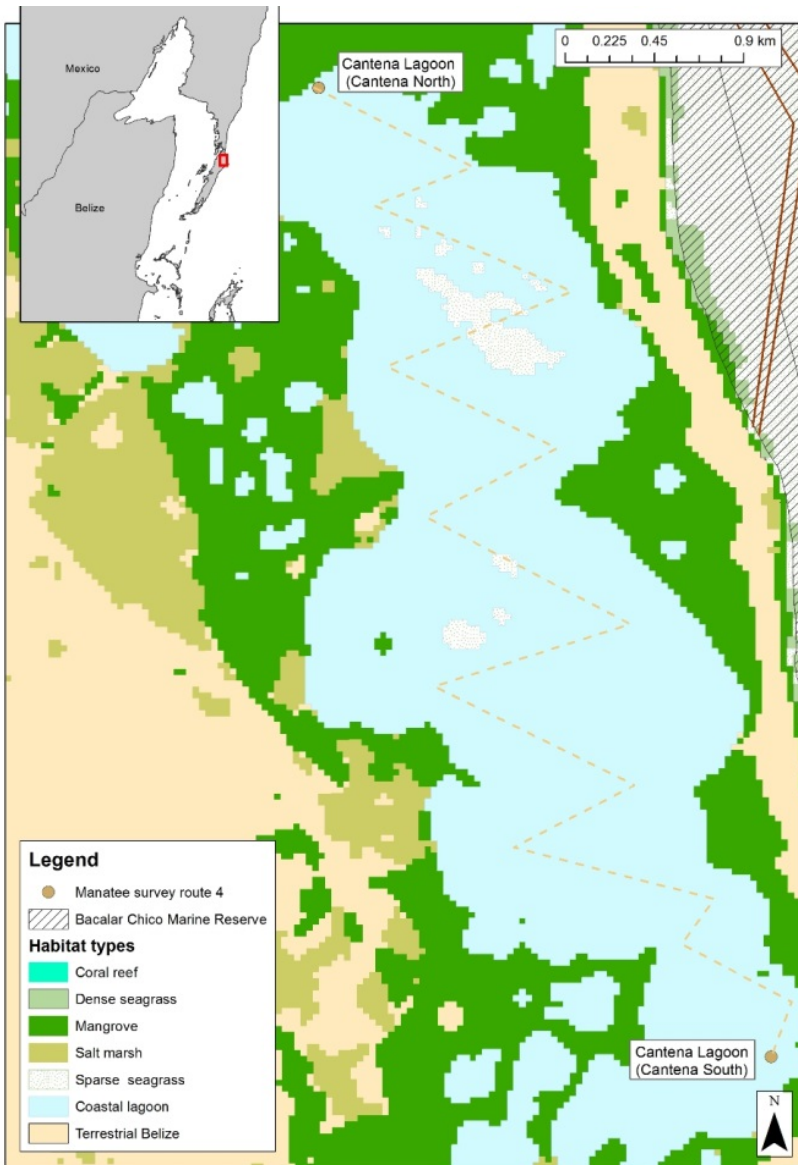 Mexico
Belize
Cantena Lagoon
(Cantena North)
0 0.225 0.45 0.9 km
Legend
Manatee survey route 4
Bacalar Chico Marine Reserve
Habitat types
Coral reef
Dense seagrass
Mangrove
Salt marsh
Sparse seagrass
Coastal lagoon
Terrestrial Belize
Cantena Lagoon
(Cantena South)
N